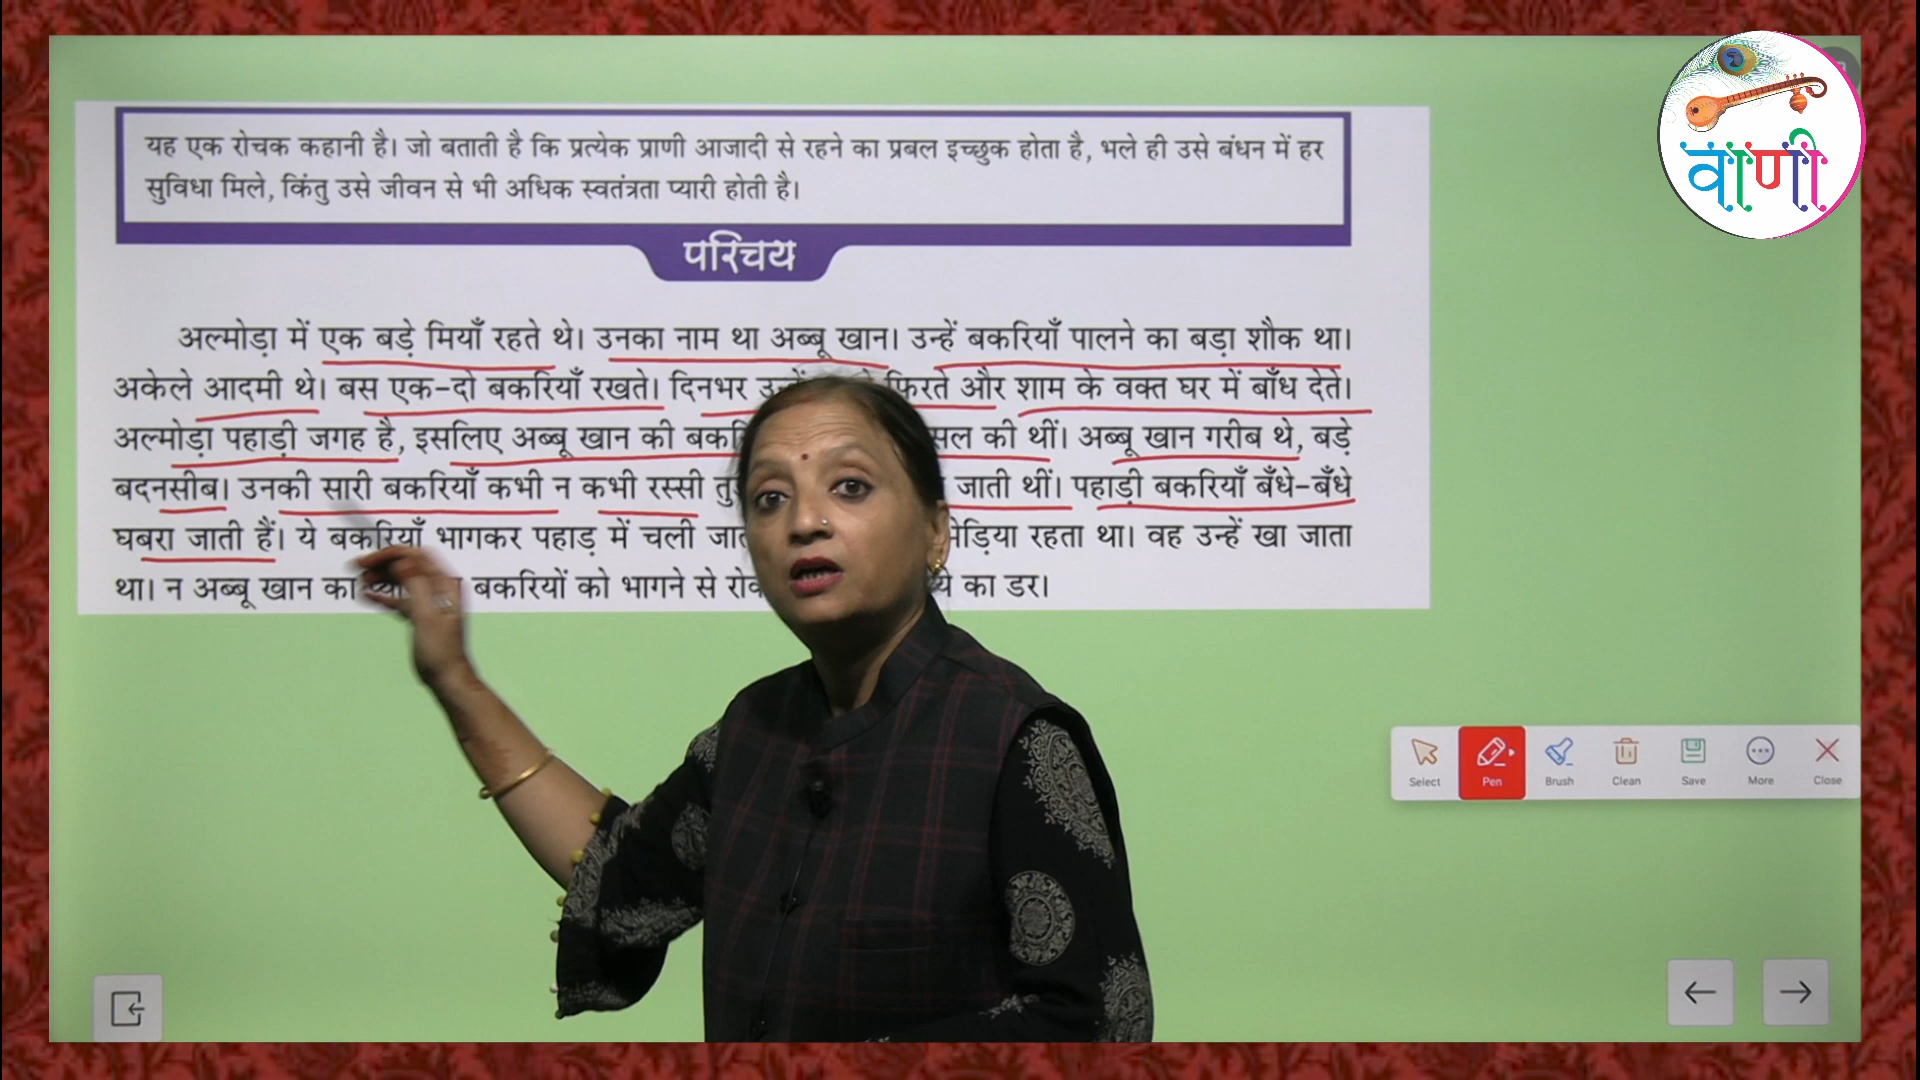 यह एक रोचक कहानी है। जो बताती है कि प्रत्येक प्राणी आजादी से रहने का प्रबल इच्छुक होता है, भले ही उसे बंधन में हर
सुविधा मिले, किंतु उसे जीवन से भी अधिक स्वतंत्रता प्यारी होती है।
वाणी
परिचय
अल्मोड़ा में एक बड़े मियाँ रहते थे। उनका नाम था अब्बू खान। उन्हें बकरियाँ पालने का बड़ा शौक था।
अकेले आदमी थे। बस एक-दो बकरियाँ रखते। दिनभर फिरते और शाम के वक्त घर में बाँध देते।
अल्मोड़ा पहाड़ी जगह है, इसलिए अब्बू खान की की थीं। अब्बू खान गरीब थे, बड़े
बदनसीब। उनकी सारी बकरियाँ कभी न कभी रस्सी जाती थीं। पहाड़ी बकरियाँ बँधे-बँधे
घबरा जाती हैं। ये बकरियाँ भागकर पहाड़ में चली रहता था। वह उन्हें खा जाता
था। न अब्बू खान का बकरियों को भागने से का डर।
Select Pen Brush Clean Save More Close